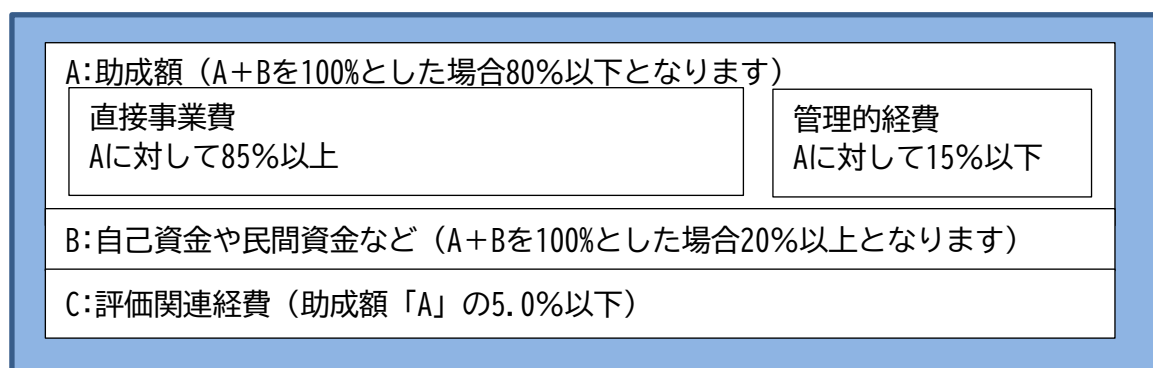 A:助成額（A＋Bを100%とした場合80％以下となります）
直接事業費
Aに対して85％以上
管理的経費
Aに対して15％以下
B:自己資金や民間資金など（A＋Bを100%とした場合20％以上となります）
C:評価関連経費（助成額「A」の5.0％以下）